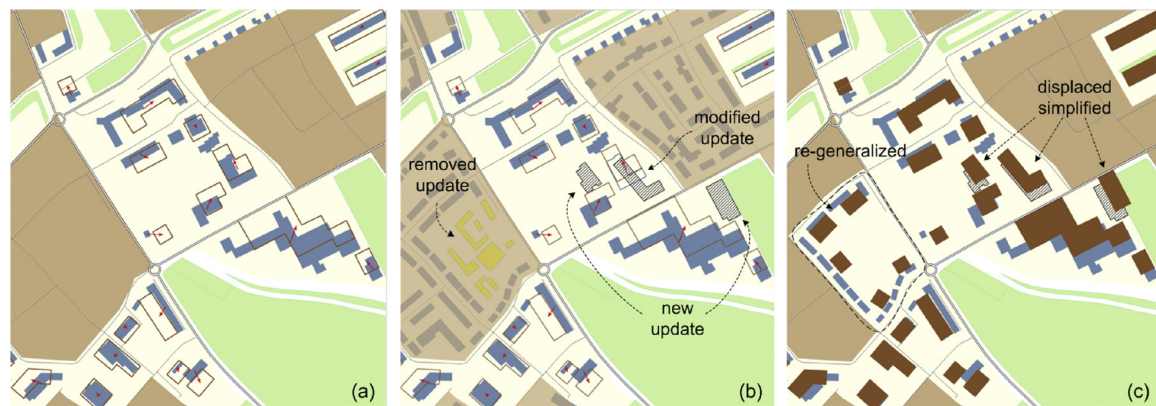 removed
update
modified
update
new
update
displaced
simplified
re-generalized
(a)
(b)
(c)